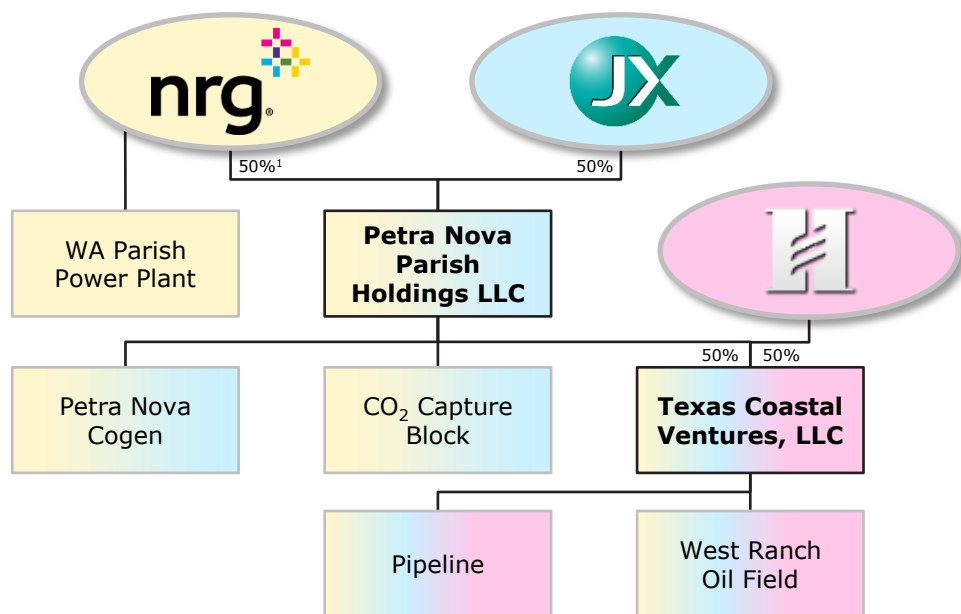 nrg®
JX
50%¹
50%
H
WA Parish
Power Plant
Petra Nova
Parish
Holdings LLC
50%
50%
Petra Nova
Cogen
CO₂ Capture
Block
Texas Coastal
Ventures, LLC
Pipeline
West Ranch
Oil Field